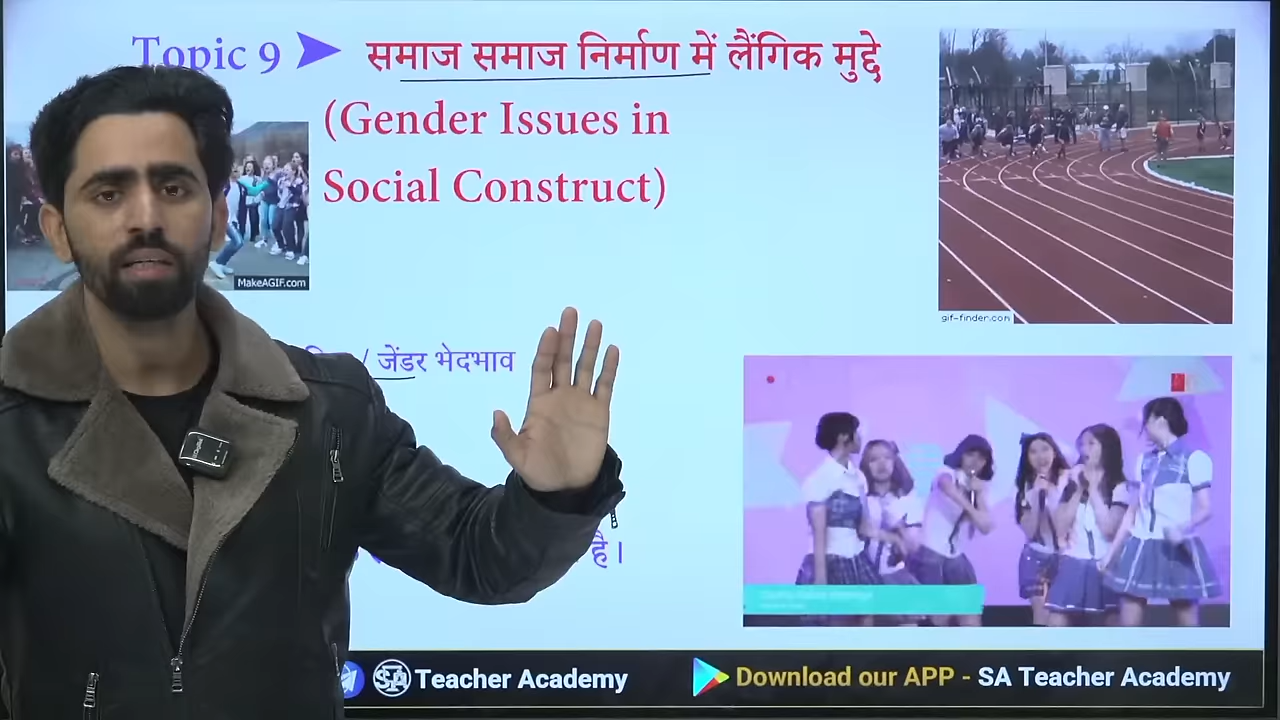 Topic 9 ➤ समाज समाज निर्माण में लैंगिक मुद्दे
(Gender Issues in
Social Construct)
MakeAGIF.com
gif-finder.com
/ जेंडर भेदभाव
है।
SA Teacher Academy
Download our APP - SA Teacher Academy